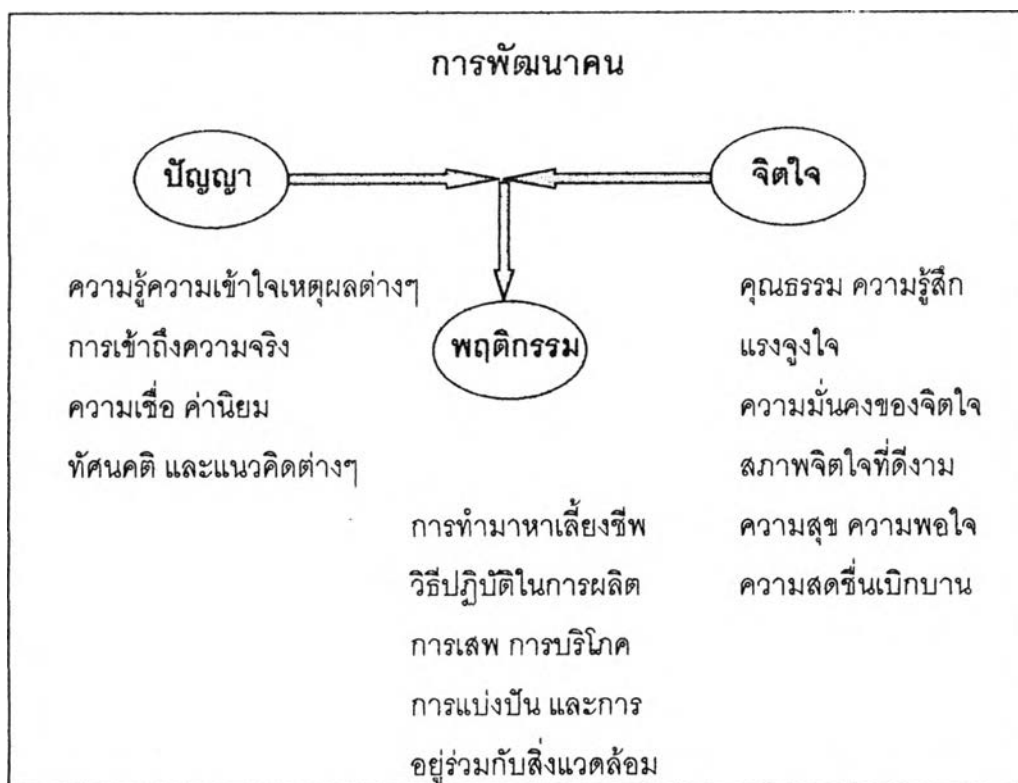 การพัฒนาคน
ปัญญา
จิตใจ
ความรู้ความเข้าใจเหตุผลต่างๆ
การเข้าถึงความจริง
ความเชื่อ ค่านิยม
ทัศนคติ และแนวคิดต่างๆ
พฤติกรรม
คุณธรรม ความรู้สึก
แรงจูงใจ
ความมั่นคงของจิตใจ
สภาพจิตใจที่ดีงาม
ความสุข ความพอใจ
ความสดชื่นเบิกบาน
การทำมาหาเลี้ยงชีพ
วิธีปฏิบัติในการผลิต
การเสพ การบริโภค
การแบ่งปัน และการ
อยู่ร่วมกับสิ่งแวดล้อม